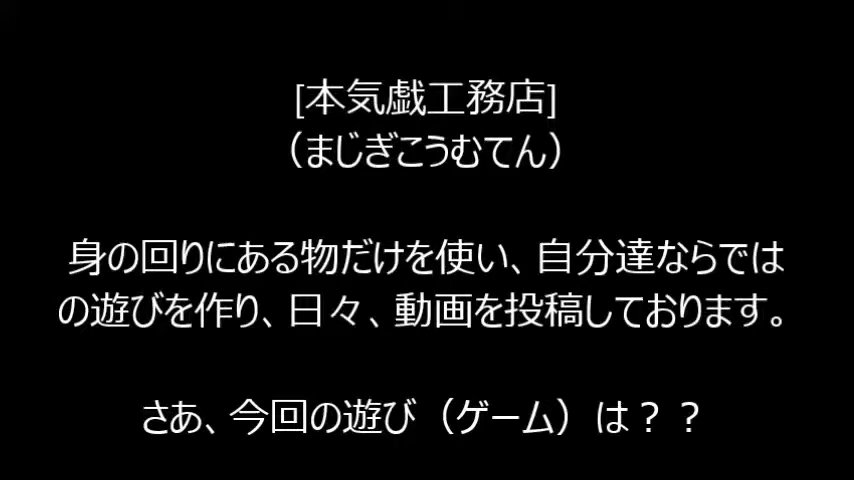 [本気戯工務店]
（まじぎこうむてん）
身の回りにある物だけを使い、自分達ならでは
の遊びを作り、日々、動画を投稿しております。
さあ、今回の遊び（ゲーム）は？？